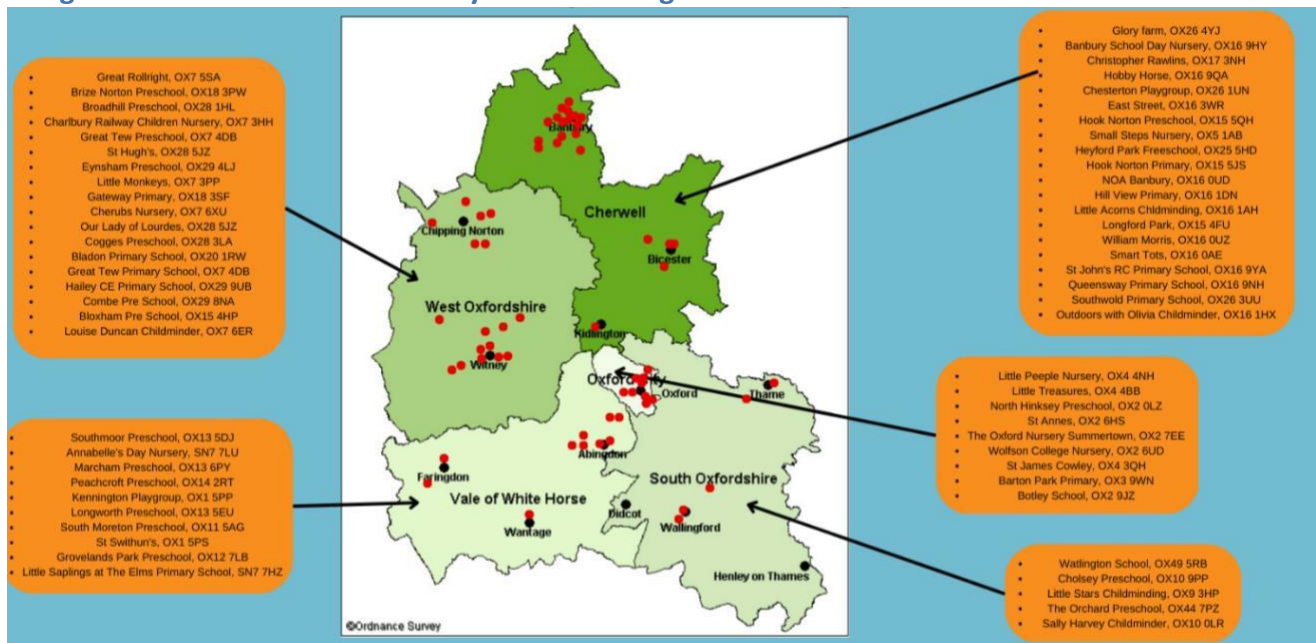 Great Rollright, OX7 5SA
Brize Norton Preschool, OX18 3PW
Broadhill Preschool, OX28 1HL
Charlbury Railway Children Nursery, OX7 3HH
Great Tew Preschool, OX7 4DB
St Hugh's, OX28 5JZ
Eynsham Preschool, OX29 4LJ
Little Monkeys, OX7 3PP
Gateway Primary, OX18 3SF
Cherubs Nursery, OX7 6XU
Our Lady of Lourdes, OX28 5JZ
Cogges Preschool, OX28 3LA
Bladon Primary School, OX20 1RW
Great Tew Primary School, OX7 4DB
Hailey CE Primary School, OX29 9UB
Combe Pre School, OX29 8NA
Bloxham Pre School, OX15 4HP
Louise Duncan Childminder, OX7 6ER
Southmoor Preschool, OX13 5DJ
Annabelle's Day Nursery, SN7 7LU
Marcham Preschool, OX13 6PY
Peachcroft Preschool, OX14 2RT
Kennington Playgroup, OX1 5PP
Longworth Preschool, OX13 5EU
South Moreton Preschool, OX11 5AG
St Swithun's, OX1 5PS
Grovelands Park Preschool, OX12 7LB
Little Saplings at The Elms Primary School, SN7 7HZ
Banbury
Cherwell
Chipping Norton
Bicester
West Oxfordshire
Kidlington
Witney
Oxford City
Oxford
Thame
Abingdon
Faringdon
South Oxfordshire
Vale of White Horse
Didcot
Wallingford
Wantage
Henley on Thames
©Ordnance Survey
Glory farm, OX26 4YJ
Banbury School Day Nursery, OX16 9HY
Christopher Rawlins, OX17 3NH
Hobby Horse, OX16 9QA
Chesterton Playgroup, OX26 1UN
East Street, OX16 3WR
Hook Norton Preschool, OX15 5QH
Small Steps Nursery, OX5 1AB
Heyford Park Freeschool, OX25 5HD
Hook Norton Primary, OX15 5JS
NOA Banbury, OX16 0UD
Hill View Primary, OX16 1DN
Little Acorns Chldminding, OX16 1AH
Longford Park, OX15 4FU
William Morris, OX16 0UZ
Smart Tots, OX16 0AE
St John's RC Primary School, OX16 9YA
Queensway Primary School, OX16 9NH
Southwold Primary School, OX26 3UU
Outdoors with Olivia Childminder, OX16 1HX
Little Peeple Nursery, OX4 4NH
Little Treasures, OX4 4BB
North Hinksey Preschool, OX2 0LZ
St Annes, OX2 6HS
The Oxford Nursery Summertown, OX2 7EE
Wolfson College Nursery, OX2 6UD
St James Cowley, OX4 3QH
Barton Park Primary, OX3 9WN
Botley School, OX2 9JZ
Watlington School, OX49 5RB
Cholsey Preschool, OX10 9PP
Little Stars Childminding, OX9 3HP
The Orchard Preschool, OX44 7PZ
Sally Harvey Childminder, OX10 0LR